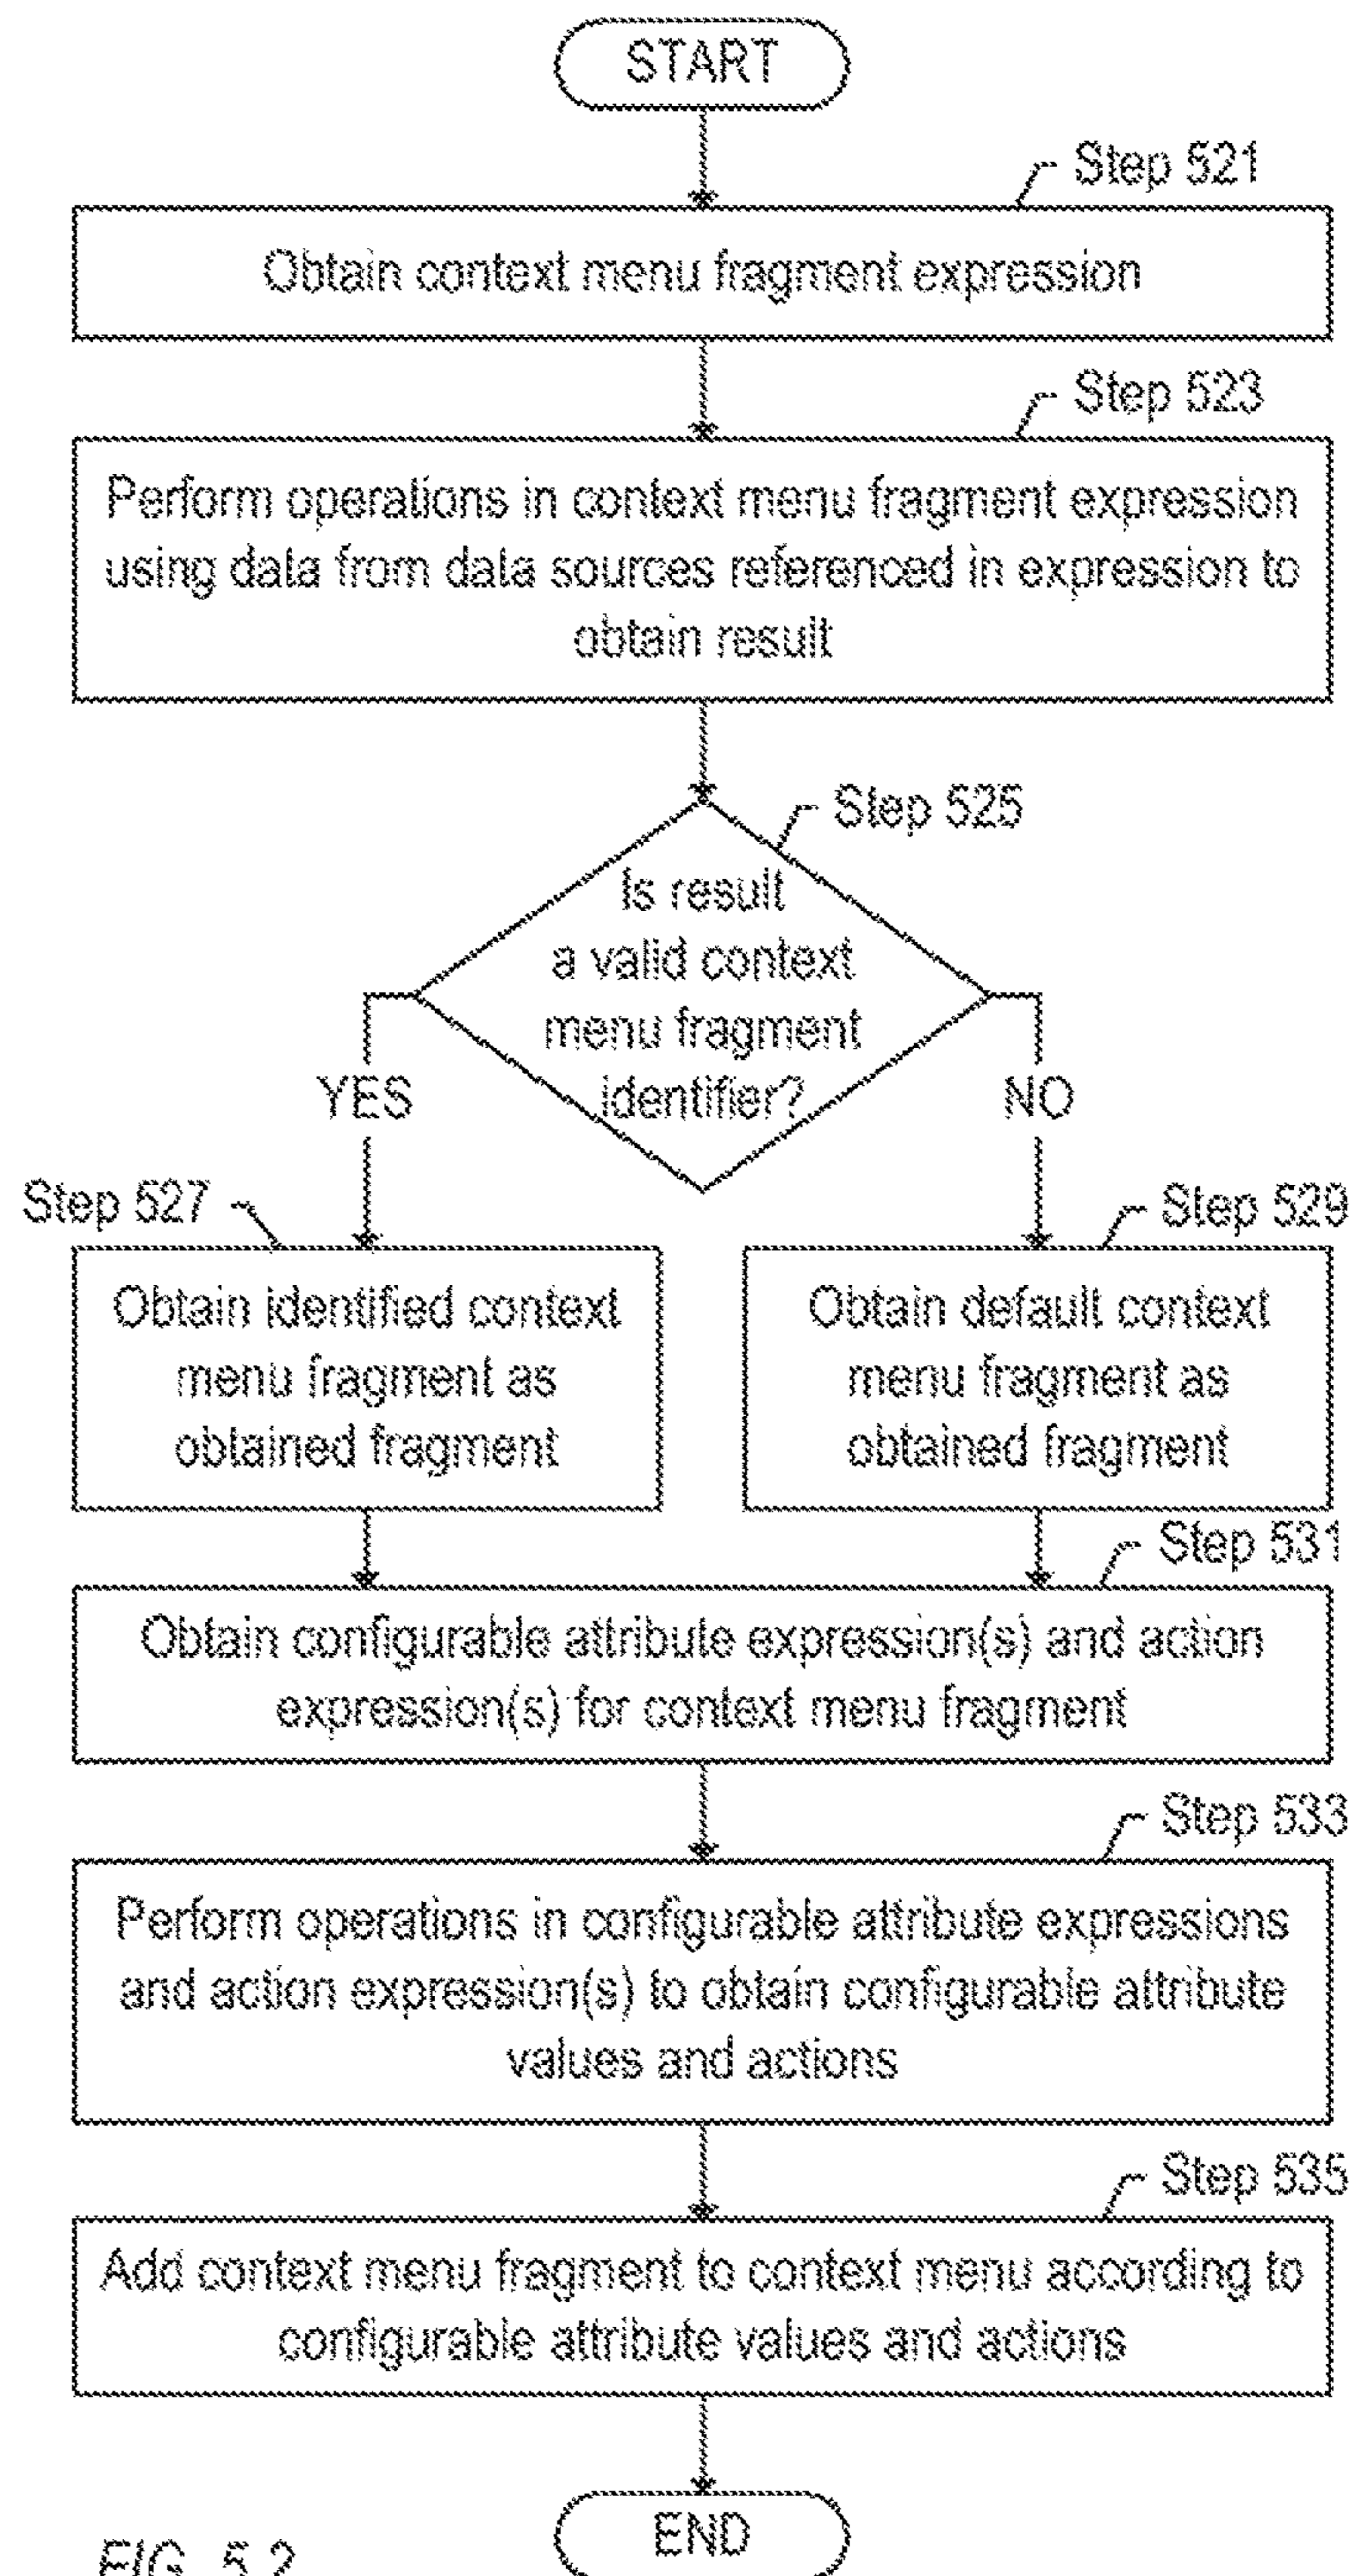 START
Step 521
Obtain context menu fragment expression
Step 523
Perform operations in context menu fragment expression
using data from data sources referenced in expression to
obtain result
Step 525
Is result
a valid context
menu fragment
identifier?
YES
NO
Step 527
Step 529
Obtain identified context
menu fragment as
obtained fragment
Obtain default context
menu fragment as
obtained fragment
Step 531
Obtain configurable attribute expression(s) and action
expression(s) for context menu fragment
Step 533
Perform operations in configurable attribute expressions
and action expression(s) to obtain configurable attribute
values and actions
Step 535
Add context menu fragment to context menu according to
configurable attribute values and actions
END
FIG. 5.2